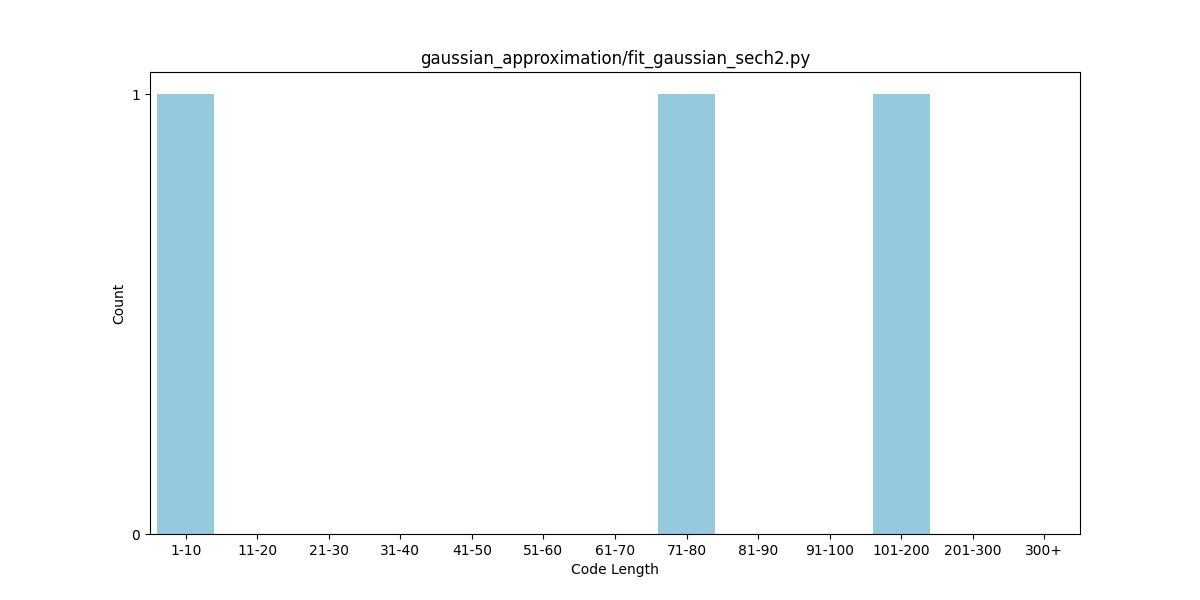 gaussian_approximation/fit_gaussian_sech2.py
1
Count
0
1-10 11-20 21-30 31-40 41-50 51-60 61-70 71-80 81-90 91-100 101-200 201-300 300+
Code Length